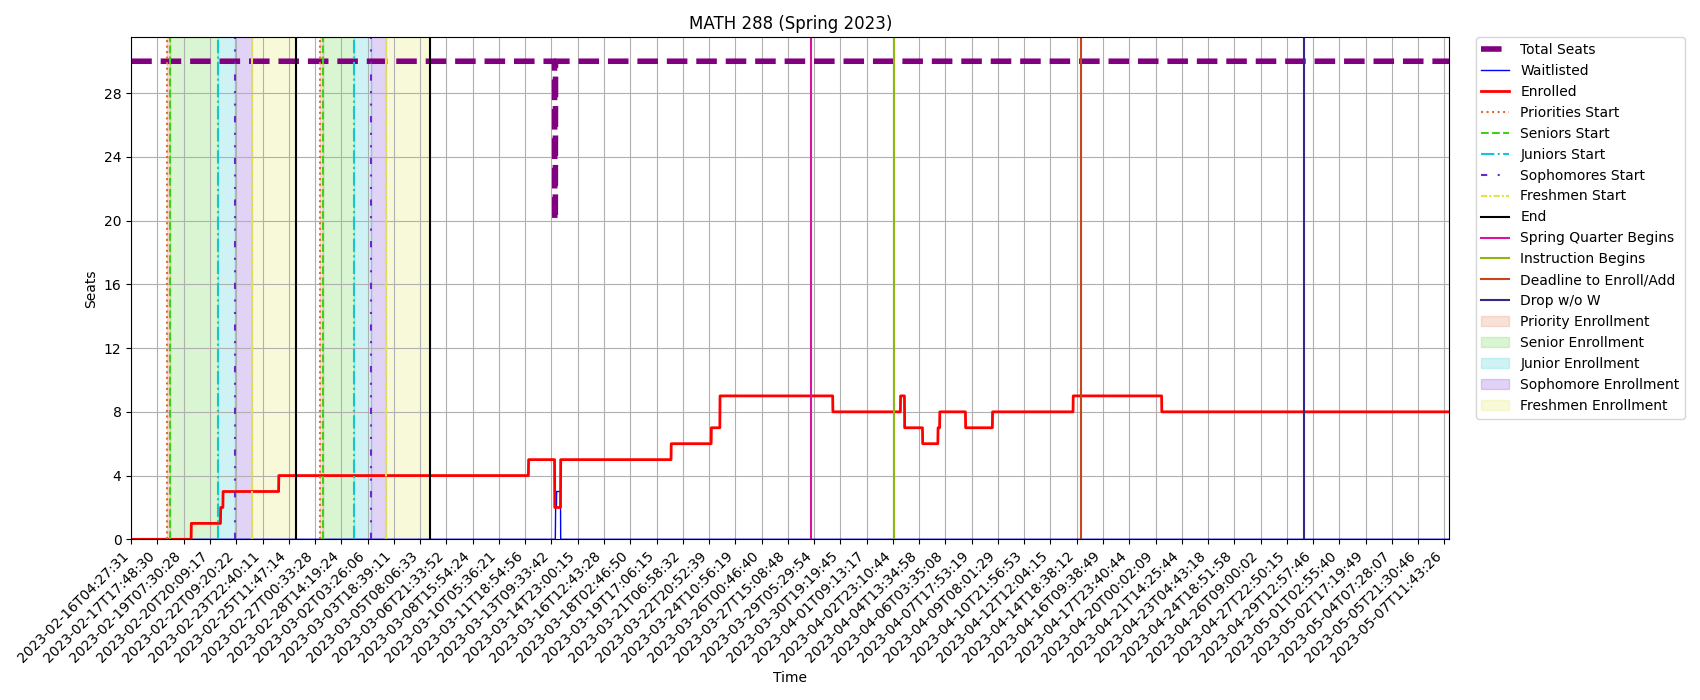 MATH 288 (Spring 2023)
Seats
28
24
20
16
12
8
4
0
2023-02-16T04:27:31
2023-02-17T17:48:30
2023-02-19T07:30:28
2023-02-20T20:09:17
2023-02-22T09:20:22
2023-02-23T22:40:11
2023-02-25T11:47:14
2023-02-27T00:33:28
2023-02-28T14:19:24
2023-03-02T03:26:06
2023-03-03T18:39:11
2023-03-05T08:06:33
2023-03-06T21:33:52
2023-03-08T15:54:24
2023-03-10T05:36:21
2023-03-11T18:54:56
2023-03-13T09:33:42
2023-03-14T23:00:15
2023-03-16T12:43:28
2023-03-18T02:46:50
2023-03-19T17:06:15
2023-03-21T06:58:32
2023-03-22T20:52:39
2023-03-24T10:56:19
2023-03-26T00:46:40
2023-03-27T15:08:48
2023-03-29T05:29:54
2023-03-30T19:19:45
2023-04-01T09:13:17
2023-04-02T23:10:44
2023-04-04T13:34:58
2023-04-06T03:35:08
2023-04-07T17:53:19
2023-04-09T08:01:29
2023-04-10T21:56:53
2023-04-12T12:04:15
2023-04-14T18:38:12
2023-04-16T09:38:49
2023-04-17T23:40:44
2023-04-20T00:02:09
2023-04-21T14:25:44
2023-04-23T04:43:18
2023-04-24T18:51:58
2023-04-26T09:00:02
2023-04-27T22:50:15
2023-04-29T12:57:46
2023-05-01T02:55:40
2023-05-02T17:19:49
2023-05-04T07:28:07
2023-05-05T21:30:46
2023-05-07T11:43:26
Time
Total Seats
Waitlisted
Enrolled
Priorities Start
Seniors Start
Juniors Start
Sophomores Start
Freshmen Start
End
Spring Quarter Begins
Instruction Begins
Deadline to Enroll/Add
Drop w/o W
Priority Enrollment
Senior Enrollment
Junior Enrollment
Sophomore Enrollment
Freshmen Enrollment